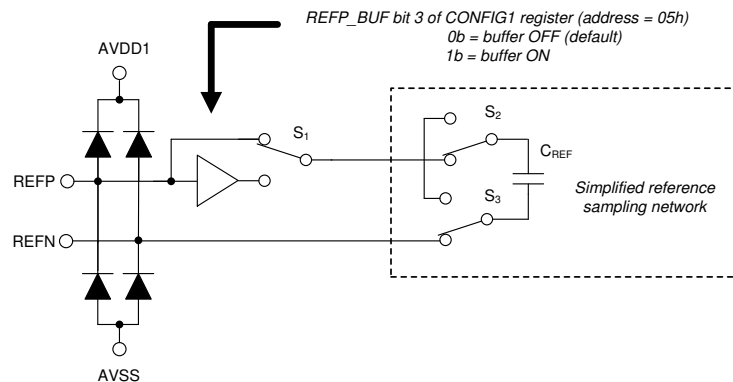 REFP_BUF bit 3 of CONFIG1 register (address = 05h)
0b = buffer OFF (default)
1b = buffer ON
AVDD1
S1
S2
CREF
REFP
S3
Simplified reference
sampling network
REFN
AVSS